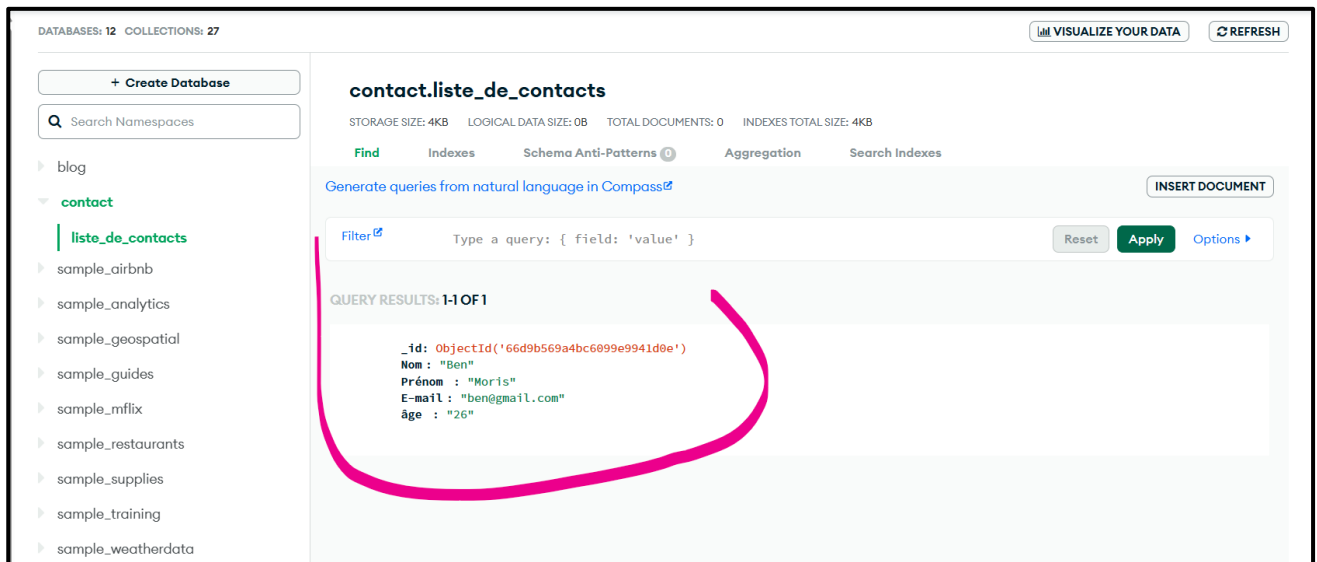 DATABASES: 12 COLLECTIONS: 27
VISUALIZE YOUR DATA
REFRESH
+ Create Database
Search Namespaces
blog
contact
liste_de_contacts
sample_airbnb
sample_analytics
sample_geospatial
sample_guides
sample_mflix
sample_restaurants
sample_supplies
sample_training
sample_weatherdata
contact.liste_de_contacts
STORAGE SIZE: 4KB LOGICAL DATA SIZE: 0B TOTAL DOCUMENTS: 0 INDEXES TOTAL SIZE: 4KB
Find Indexes Schema Anti-Patterns 0 Aggregation Search Indexes
Generate queries from natural language in Compass
INSERT DOCUMENT
Filter Type a query: { field: 'value' } Reset Apply Options
QUERY RESULTS: 1-1 OF 1
_id: ObjectId('66d9b569a4bc6099e9941d0e')
Nom : "Ben"
Prénom : "Moris"
E-mail : "ben@gmail.com"
âge : "26"